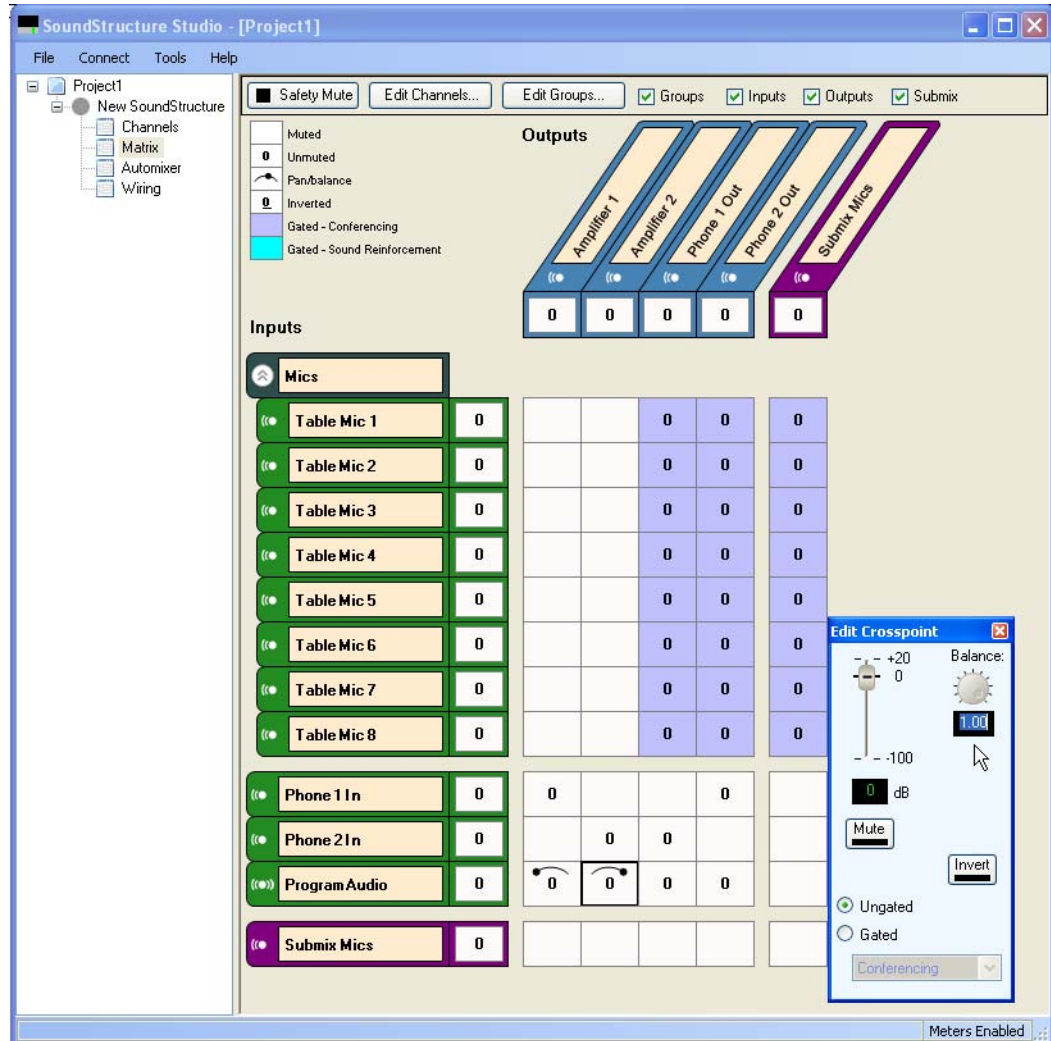 SoundStructure Studio - [Project1]
File Connect Tools Help
Project1
New SoundStructure
Channels
Matrix
Automixer
Wiring
Safety Mute Edit Channels... Edit Groups... Groups Inputs Outputs Submix
Muted
0 Unmuted
Pan/balance
0 Inverted
Gated - Conferencing
Gated - Sound Reinforcement
Outputs
Amplifier 1 Amplifier 2 Phone 1 Out Phone 2 Out Submix Mics
0 0 0 0 0
Inputs
Mics
Table Mic 1 0 0 0 0
Table Mic 2 0 0 0 0
Table Mic 3 0 0 0 0
Table Mic 4 0 0 0 0
Table Mic 5 0 0 0 0
Table Mic 6 0 0 0 0
Table Mic 7 0 0 0 0
Table Mic 8 0 0 0 0
Phone 1 In 0 0 0
Phone 2 In 0 0 0
Program Audio 0 0 0 0 0
Submix Mics 0
Edit Crosspoint
+20 Balance:
0
1.00
-100
0 dB
Mute
Invert
Ungated
Gated
Conferencing
Meters Enabled